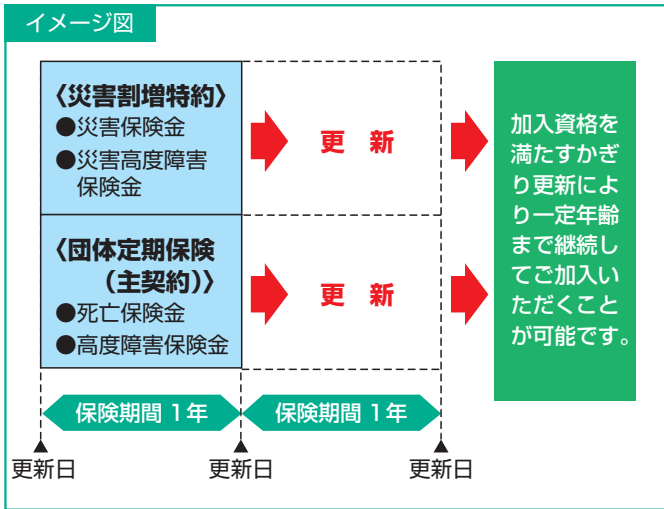 イメージ図
〈災害割増特約〉
●災害保険金
●災害高度障害
保険金
更 新
〈団体定期保険
(主契約)〉
●死亡保険金
●高度障害保険金
更 新
加入資格を
満たすかぎ
り更新によ
り一定年齢
まで継続し
てご加入い
ただくこと
が可能です。
保険期間 1年
保険期間 1年
更新日
更新日
更新日